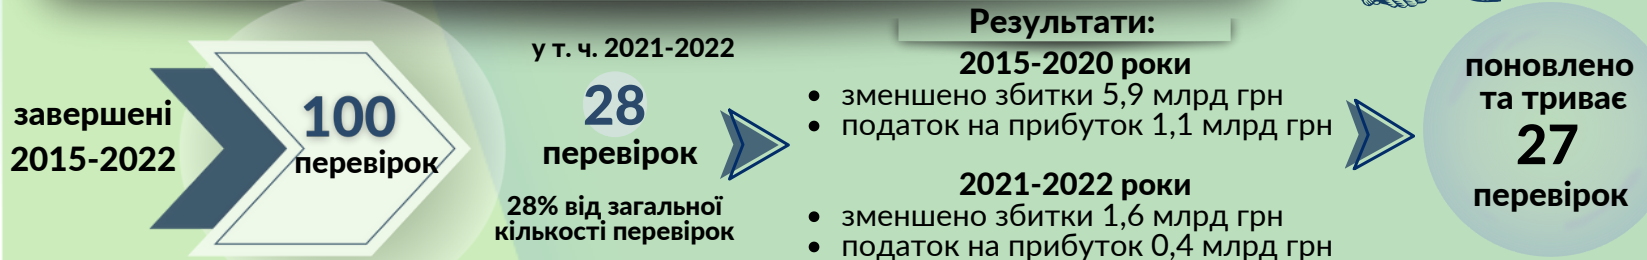 завершені
2015-2022
100
перевірок
у т. ч. 2021-2022
28
перевірок
28% від загальної
кількості перевірок
Результати:
2015-2020 роки
• зменшено збитки 5,9 млрд грн
• податок на прибуток 1,1 млрд грн
2021-2022 роки
• зменшено збитки 1,6 млрд грн
• податок на прибуток 0,4 млрд грн
поновлено
та триває
27
перевірок